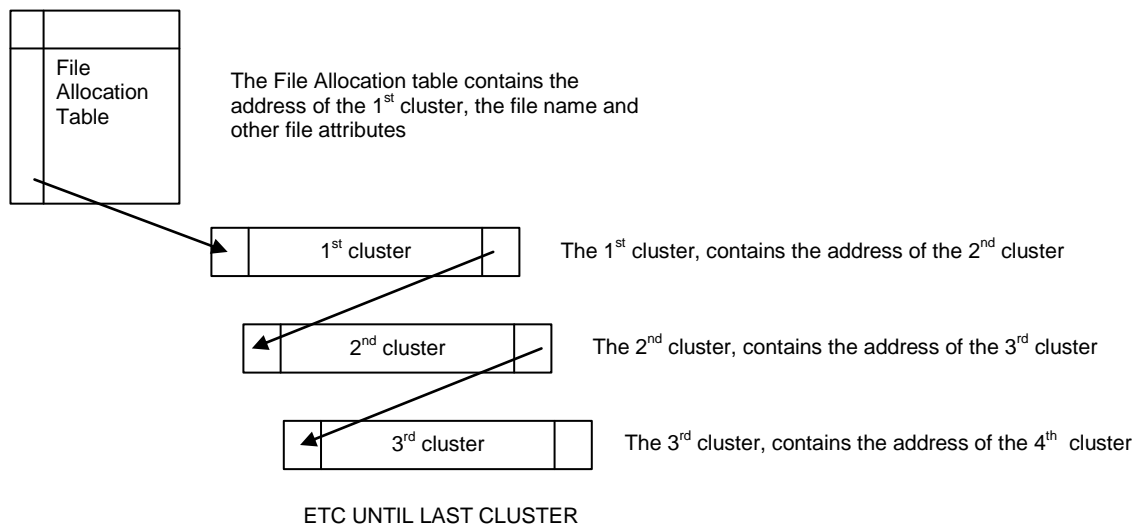 File
Allocation
Table
The File Allocation table contains the
address of the 1st cluster, the file name and
other file attributes
1st cluster
The 1st cluster, contains the address of the 2nd cluster
2nd cluster
The 2nd cluster, contains the address of the 3rd cluster
3rd cluster
The 3rd cluster, contains the address of the 4th cluster
ETC UNTIL LAST CLUSTER